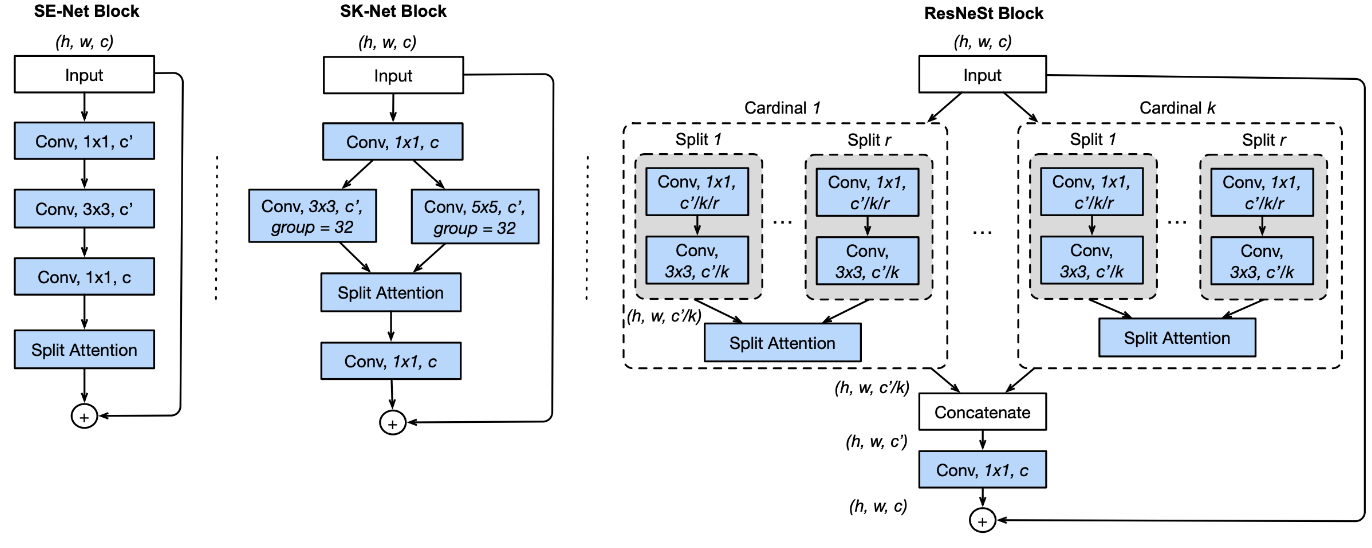 SE-Net Block
(h, w, c)
Input
Conv, 1x1, c’
Conv, 3x3, c’
Conv, 1x1, c
Split Attention
+
SK-Net Block
(h, w, c)
Input
Conv, 1x1, c
Conv, 3x3, c’,
group = 32
Conv, 5x5, c’,
group = 32
Split Attention
Conv, 1x1, c
+
ResNeSt Block
(h, w, c)
Input
Cardinal 1
Split 1
Conv, 1x1,
c’/k/r
Conv,
3x3, c’/k
...
Split r
Conv, 1x1,
c’/k/r
Conv,
3x3, c’/k
(h, w, c’/k)
Split Attention
...
Cardinal k
Split 1
Conv, 1x1,
c’/k/r
Conv,
3x3, c’/k
...
Split r
Conv, 1x1,
c’/k/r
Conv,
3x3, c’/k
Split Attention
(h, w, c’/k)
Concatenate
(h, w, c’)
Conv, 1x1, c
(h, w, c)
+